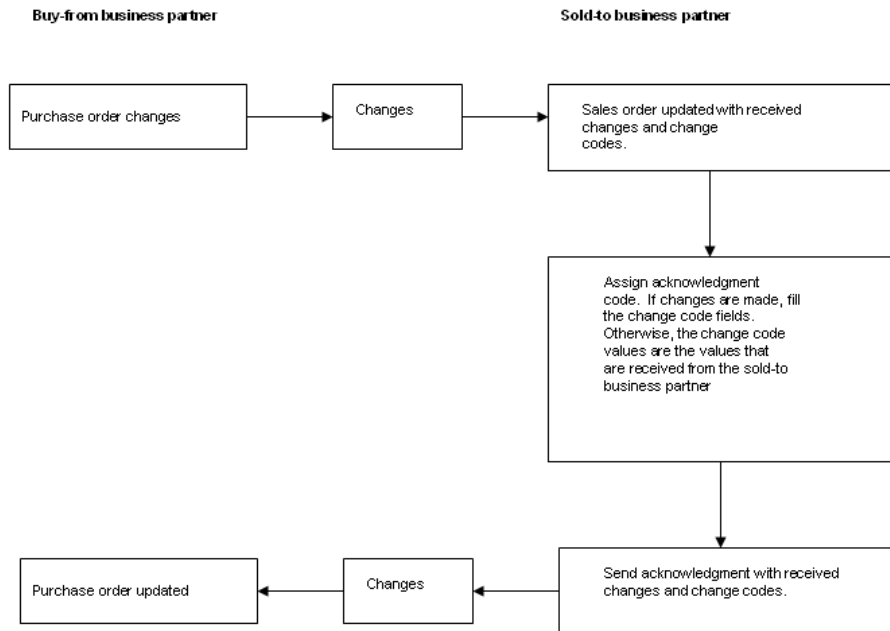 Buy-from business partner
Sold-to business partner
Purchase order changes
Changes
Sales order updated with received
changes and change
codes.
Assign acknowledgment
code. If changes are made, fill
the change code fields.
Otherwise, the change code
values are the values that
are received from the sold-to
business partner
Send acknowledgment with received
changes and change codes.
Changes
Purchase order updated